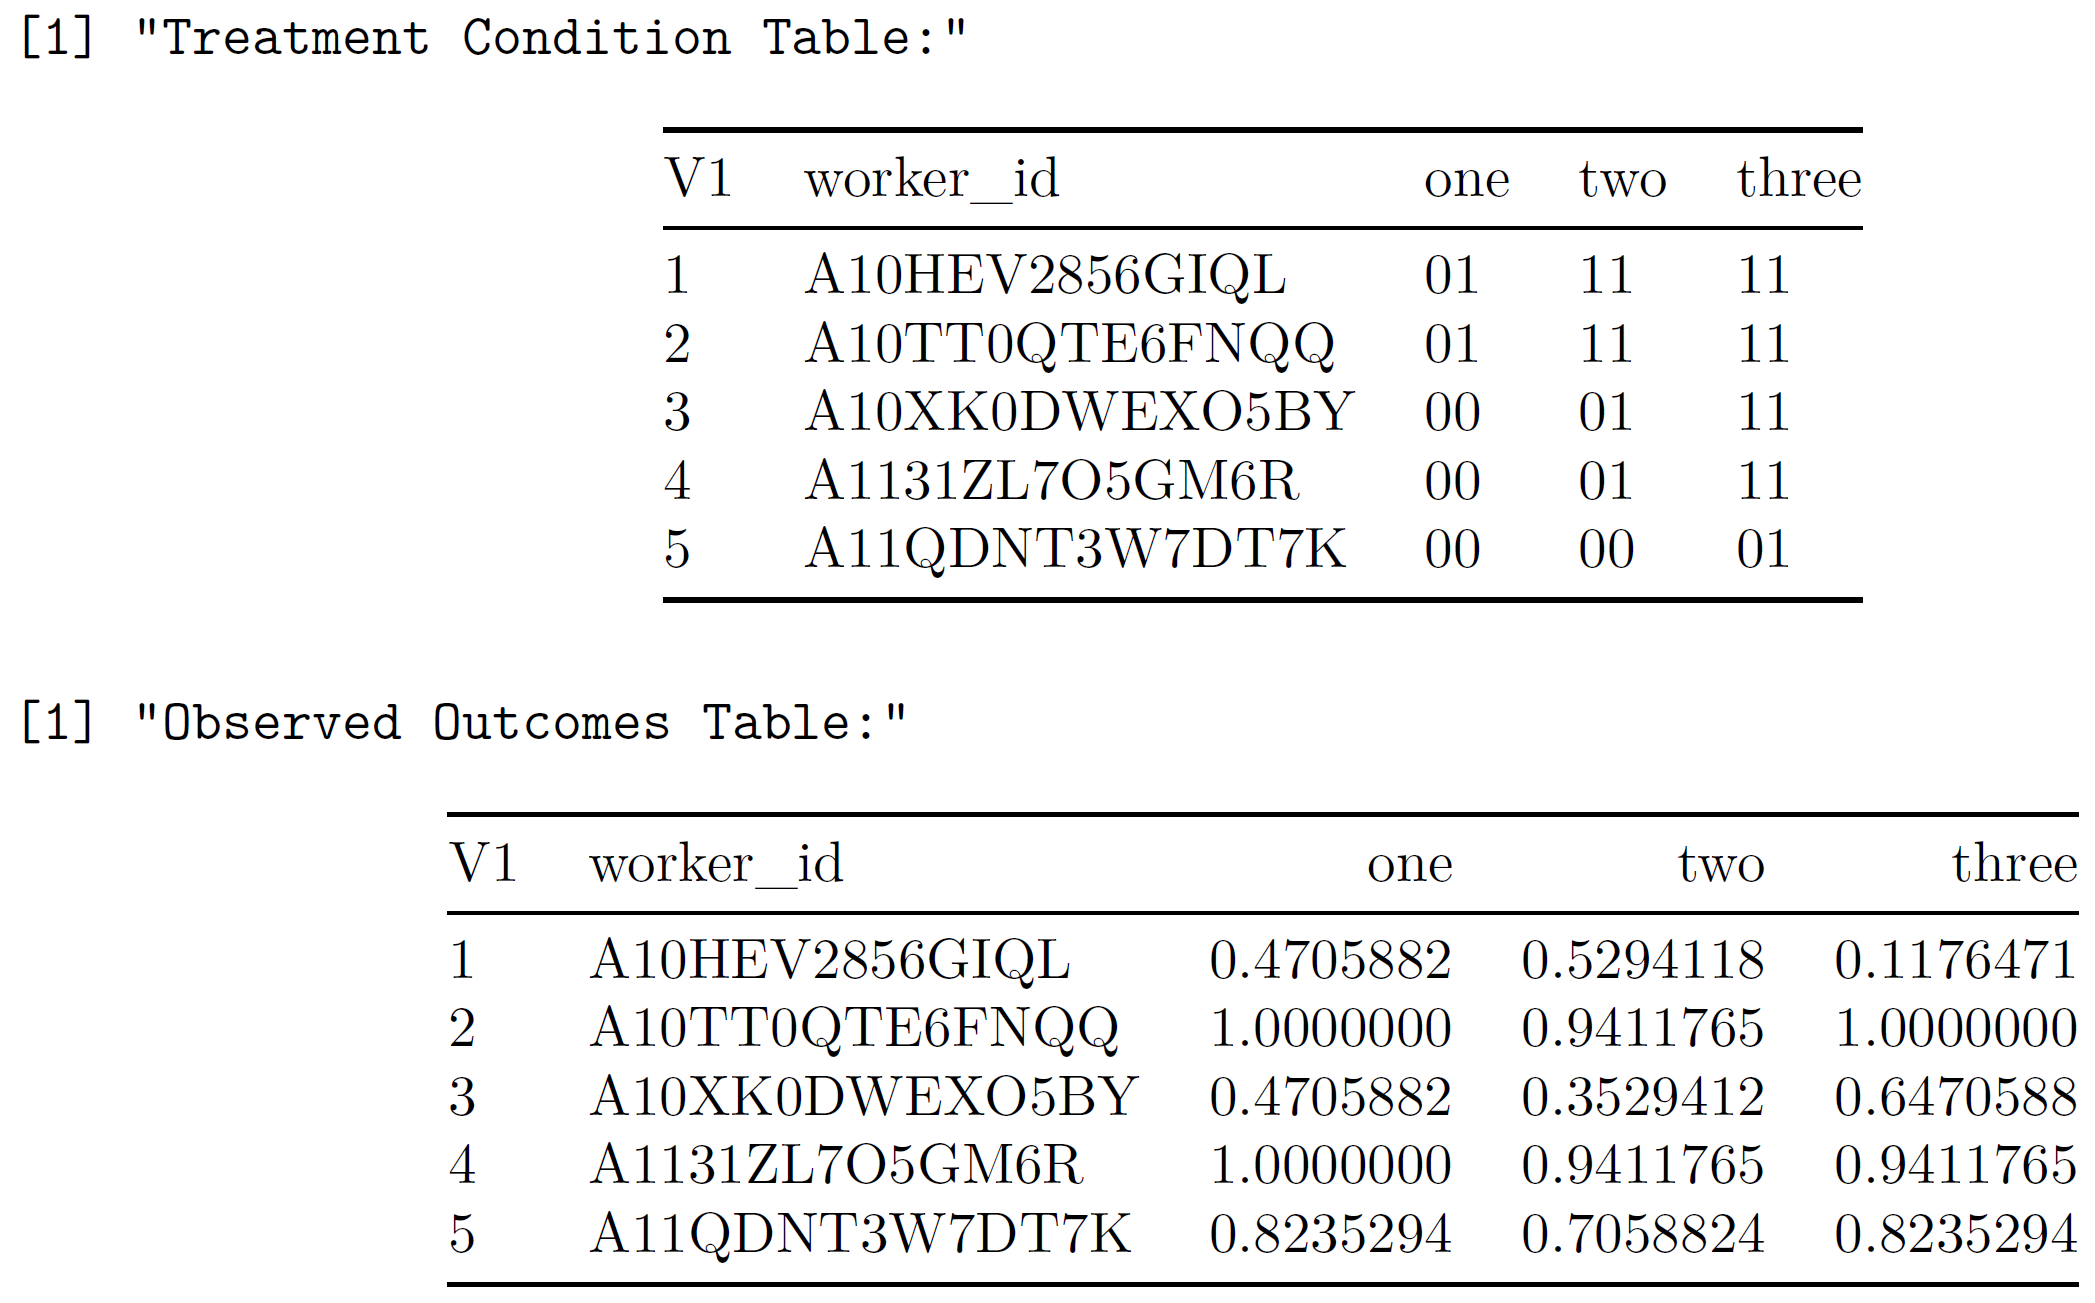 [1] "Treatment Condition Table:"
V1 worker_id one two three
1 A10HEV2856GIQL 01 11 11
2 A10TT0QTE6FNQQ 01 11 11
3 A10XK0DWEXO5BY 00 01 11
4 A1131ZL7O5GM6R 00 01 11
5 A11QDNT3W7DT7K 00 00 01
[1] "Observed Outcomes Table:"
V1 worker_id one two three
1 A10HEV2856GIQL 0.4705882 0.5294118 0.1176471
2 A10TT0QTE6FNQQ 1.0000000 0.9411765 1.0000000
3 A10XK0DWEXO5BY 0.4705882 0.3529412 0.6470588
4 A1131ZL7O5GM6R 1.0000000 0.9411765 0.9411765
5 A11QDNT3W7DT7K 0.8235294 0.7058824 0.8235294